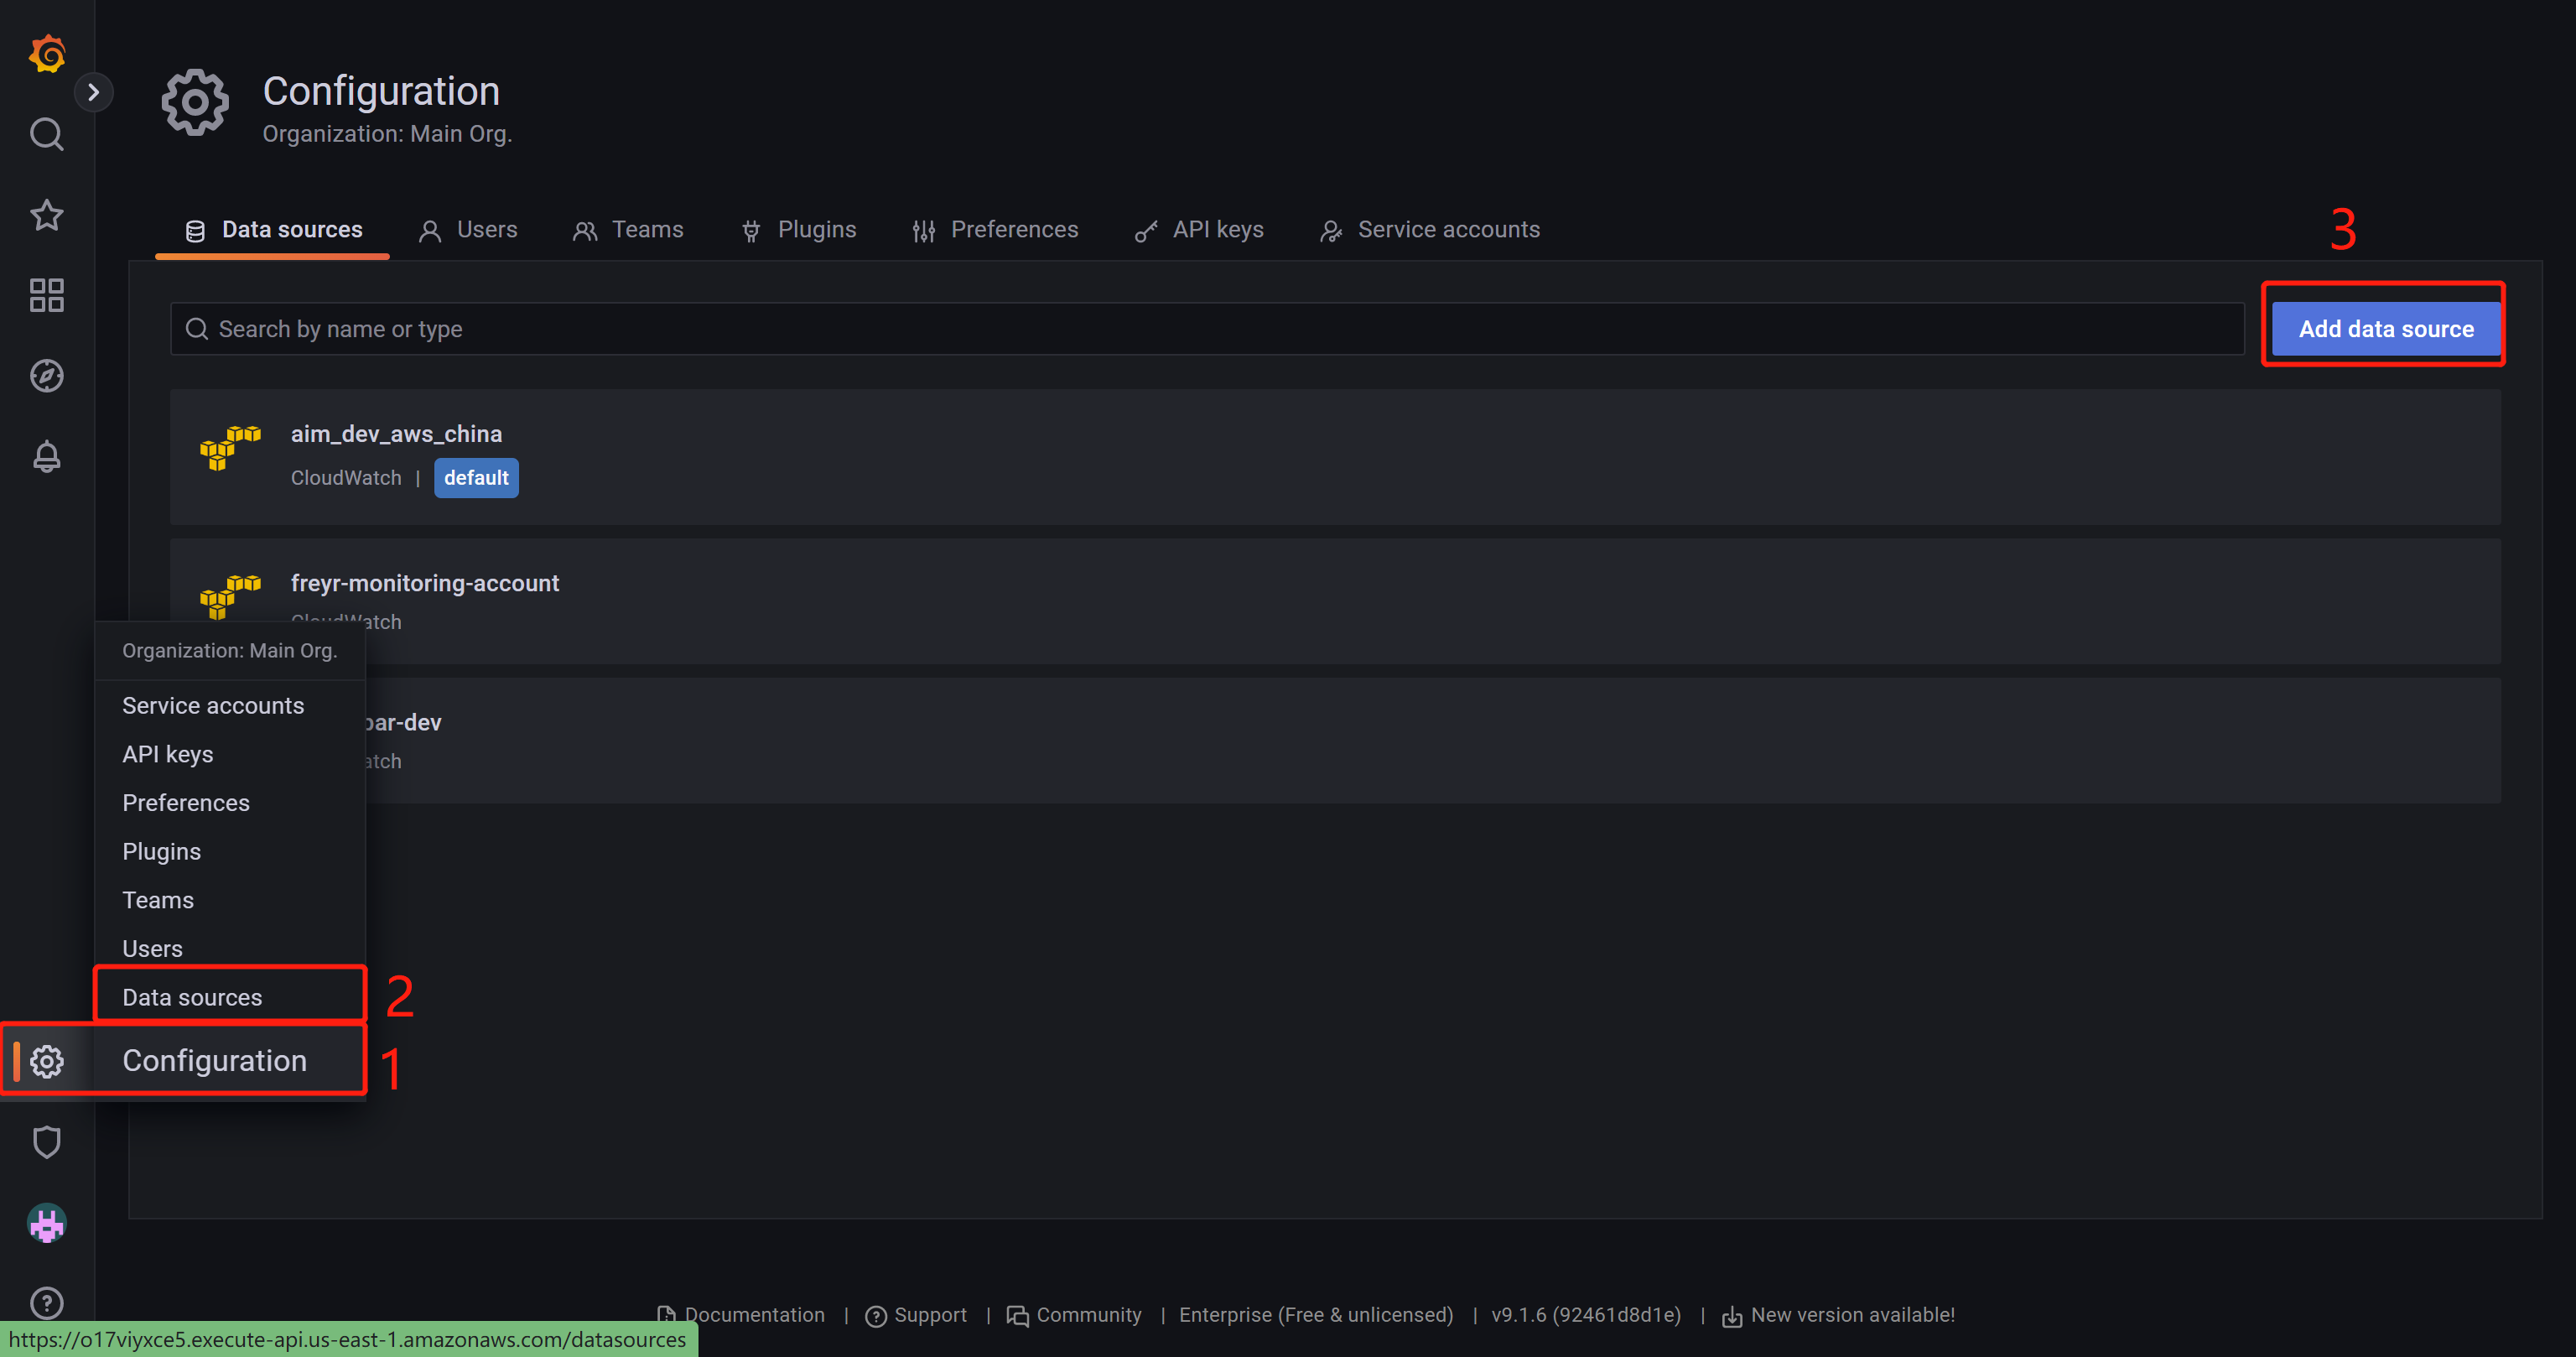 Configuration
Organization: Main Org.
Data sources Users Teams Plugins Preferences API keys Service accounts
3
Search by name or type
Add data source
aim_dev_aws_china
CloudWatch | default
freyr-monitoring-account
CloudWatch
Organization: Main Org.
Service accounts
bar-dev
API keys
atch
Preferences
Plugins
Teams
Users
Data sources
2
Configuration
1
Documentation | Support | Community | Enterprise (Free & unlicensed) | v9.1.6 (92461d8d1e) | New version available!
https://o17viyxce5.execute-api.us-east-1.amazonaws.com/datasources